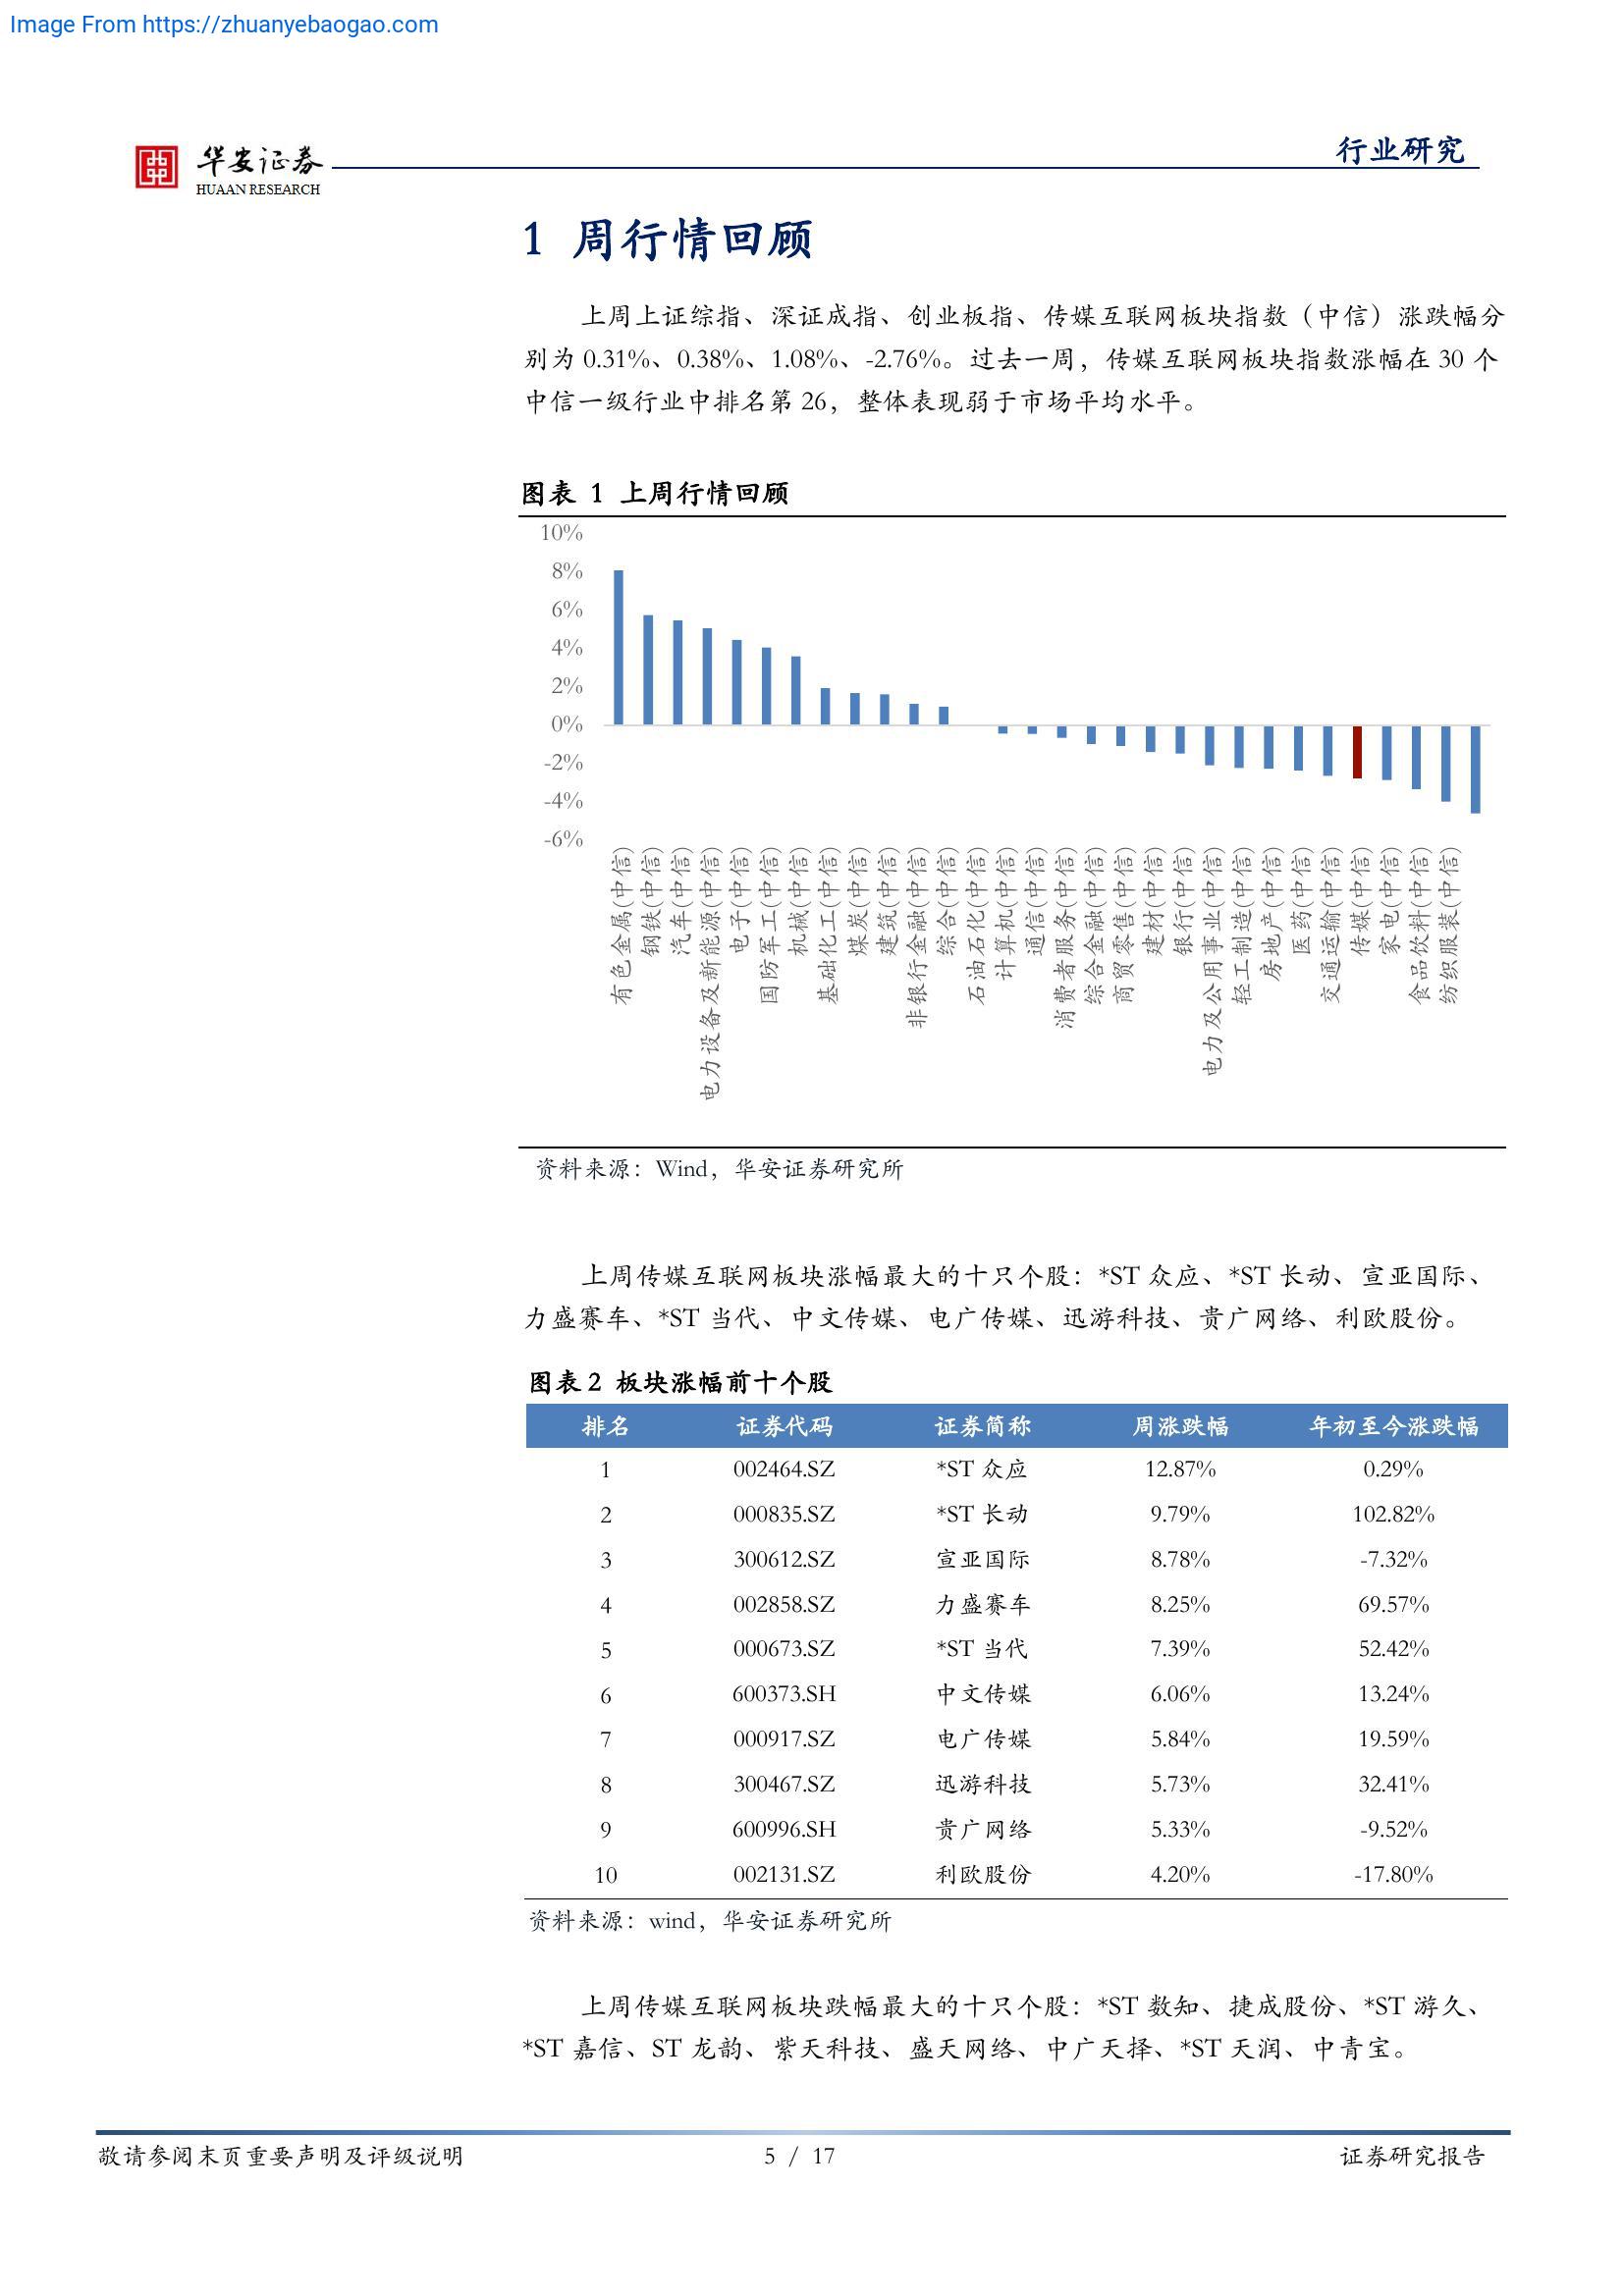 Image From https://zhuanyebaogao.com
华安证券
HUAAN RESEARCH
行业研究
1 周行情回顾
上周上证综指、深证成指、创业板指、传媒互联网板块指数（中信）涨跌幅分
别为 0.31%、0.38%、1.08%、-2.76%。过去一周，传媒互联网板块指数涨幅在 30 个
中信一级行业中排名第 26，整体表现弱于市场平均水平。
图表 1 上周行情回顾
10%
8%
6%
4%
2%
0%
-2%
-4%
-6%
有色金属(中信)
钢铁(中信)
汽车(中信)
电力设备及新能源(中信)
电子(中信)
国防军工(中信)
机械(中信)
基础化工(中信)
煤炭(中信)
建筑(中信)
非银行金融(中信)
综合(中信)
石油石化(中信)
计算机(中信)
通信(中信)
消费者服务(中信)
综合金融(中信)
商贸零售(中信)
建材(中信)
银行(中信)
电力及公用事业(中信)
轻工制造(中信)
房地产(中信)
医药(中信)
交通运输(中信)
传媒(中信)
家电(中信)
食品饮料(中信)
纺织服装(中信)
资料来源：Wind，华安证券研究所
上周传媒互联网板块涨幅最大的十只个股：*ST 众应、*ST 长动、宣亚国际、
力盛赛车、*ST 当代、中文传媒、电广传媒、迅游科技、贵广网络、利欧股份。
图表 2 板块涨幅前十个股
排名 证券代码 证券简称 周涨跌幅 年初至今涨跌幅
1 002464.SZ *ST 众应 12.87% 0.29%
2 000835.SZ *ST 长动 9.79% 102.82%
3 300612.SZ 宣亚国际 8.78% -7.32%
4 002858.SZ 力盛赛车 8.25% 69.57%
5 000673.SZ *ST 当代 7.39% 52.42%
6 600373.SH 中文传媒 6.06% 13.24%
7 000917.SZ 电广传媒 5.84% 19.59%
8 300467.SZ 迅游科技 5.73% 32.41%
9 600996.SH 贵广网络 5.33% -9.52%
10 002131.SZ 利欧股份 4.20% -17.80%
资料来源：wind，华安证券研究所
上周传媒互联网板块跌幅最大的十只个股：*ST 数知、捷成股份、*ST 游久、
*ST 嘉信、ST 龙韵、紫天科技、盛天网络、中广天择、*ST 天润、中青宝。
敬请参阅末页重要声明及评级说明 5 / 17 证券研究报告